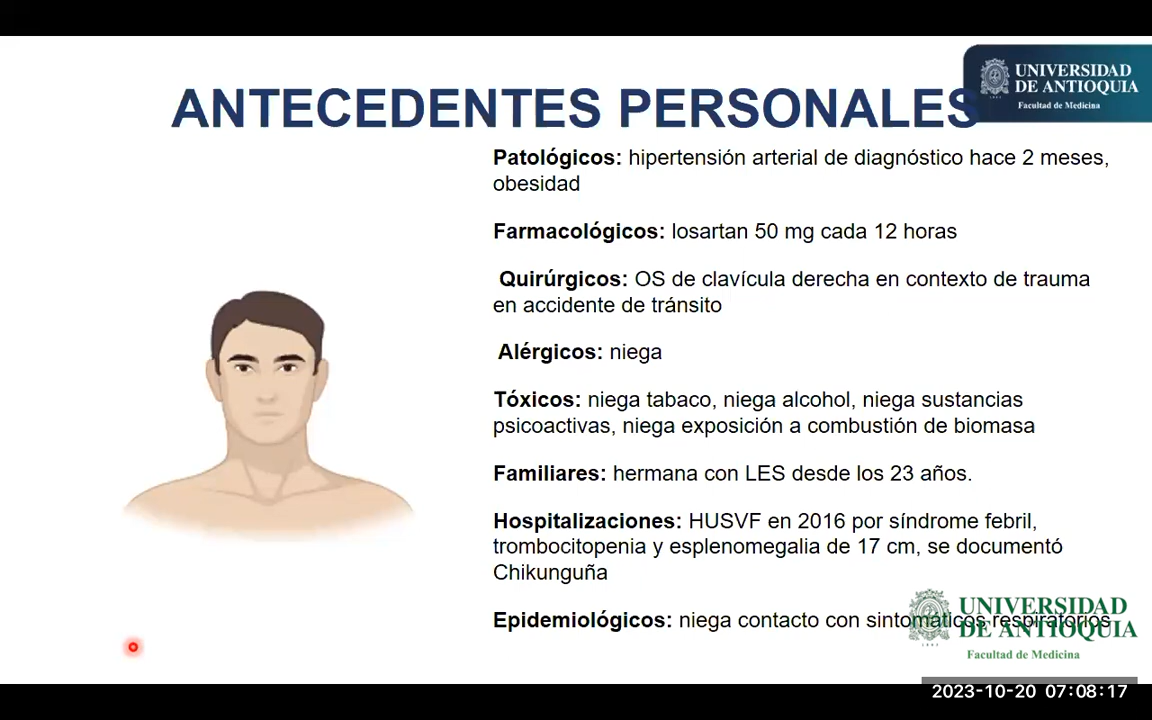 UNIVERSIDAD
DE ANTIOQUIA
Facultad de Medicina
ANTECEDENTES PERSONALES
Patológicos: hipertensión arterial de diagnóstico hace 2 meses,
obesidad
Farmacológicos: losartan 50 mg cada 12 horas
Quirúrgicos: OS de clavícula derecha en contexto de trauma
en accidente de tránsito
Alérgicos: niega
Tóxicos: niega tabaco, niega alcohol, niega sustancias
psicoactivas, niega exposición a combustión de biomasa
Familiares: hermana con LES desde los 23 años.
Hospitalizaciones: HUSVF en 2016 por síndrome febril,
trombocitopenia y esplenomegalia de 17 cm, se documentó
Chikunguña
Epidemiológicos: niega contacto con sintomáticos respiratorios
UNIVERSIDAD
DE ANTIOQUIA
Facultad de Medicina
2023-10-20 07:08:17